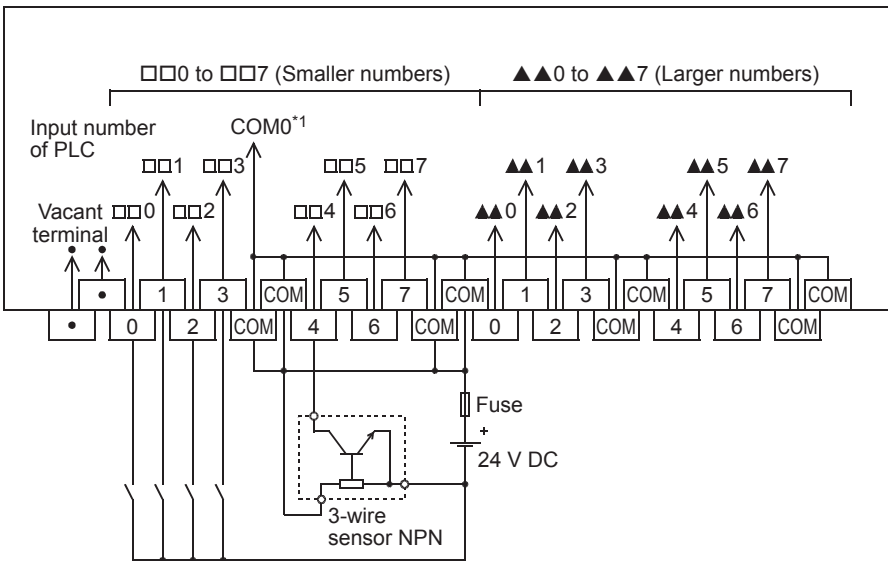 □□0 to □□7 (Smaller numbers)
▲▲0 to ▲▲7 (Larger numbers)
Input number
of PLC
COM0*1
□□1
□□3
□□5
□□7
▲▲1
▲▲3
▲▲5
▲▲7
Vacant
terminal
□□0
□□2
□□4
□□6
▲▲0
▲▲2
▲▲4
▲▲6
• 1 3 COM 5 7 COM 1 3 COM 5 7 COM
• 0 2 COM 4 6 COM 0 2 COM 4 6 COM
Fuse
+
24 V DC
3-wire
sensor NPN